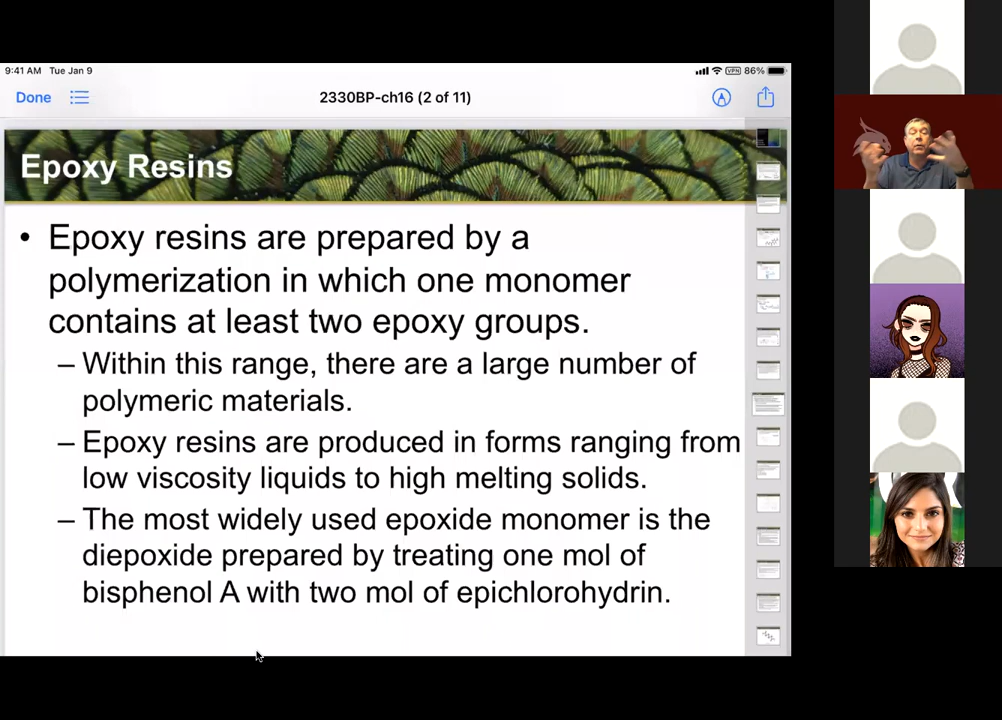 9:41 AM Tue Jan 9
VPN 86%
Done
2330BP-ch16 (2 of 11)
Epoxy Resins
• Epoxy resins are prepared by a
polymerization in which one monomer
contains at least two epoxy groups.
– Within this range, there are a large number of
polymeric materials.
– Epoxy resins are produced in forms ranging from
low viscosity liquids to high melting solids.
– The most widely used epoxide monomer is the
diepoxide prepared by treating one mol of
bisphenol A with two mol of epichlorohydrin.